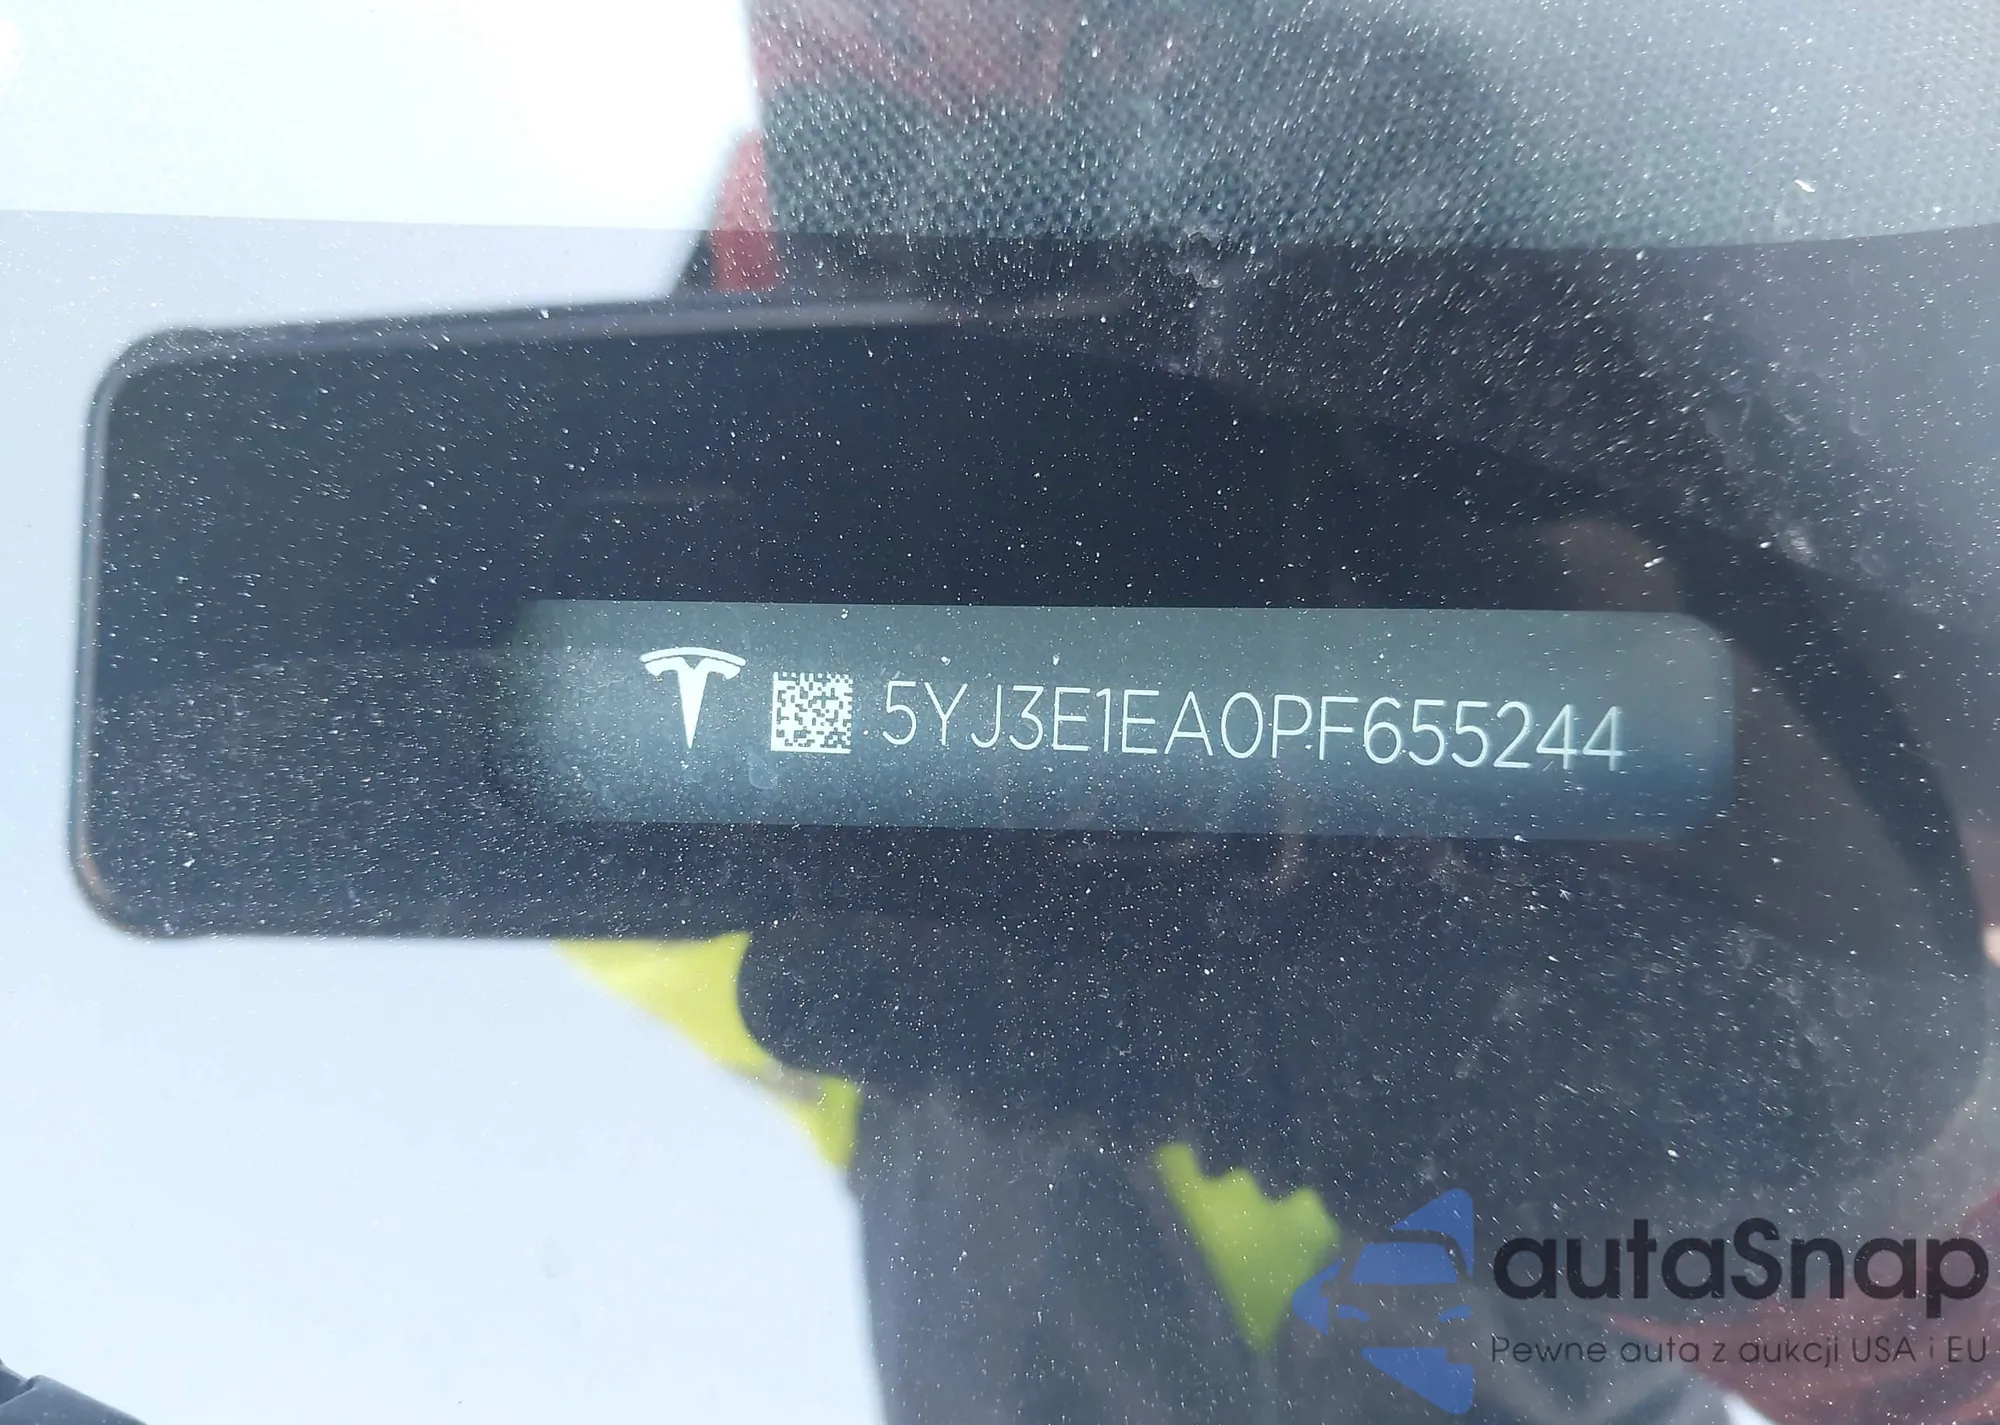 5YJ3E1EA0PF655244
autaSnap
Pewne auta z aukcji USA i EU